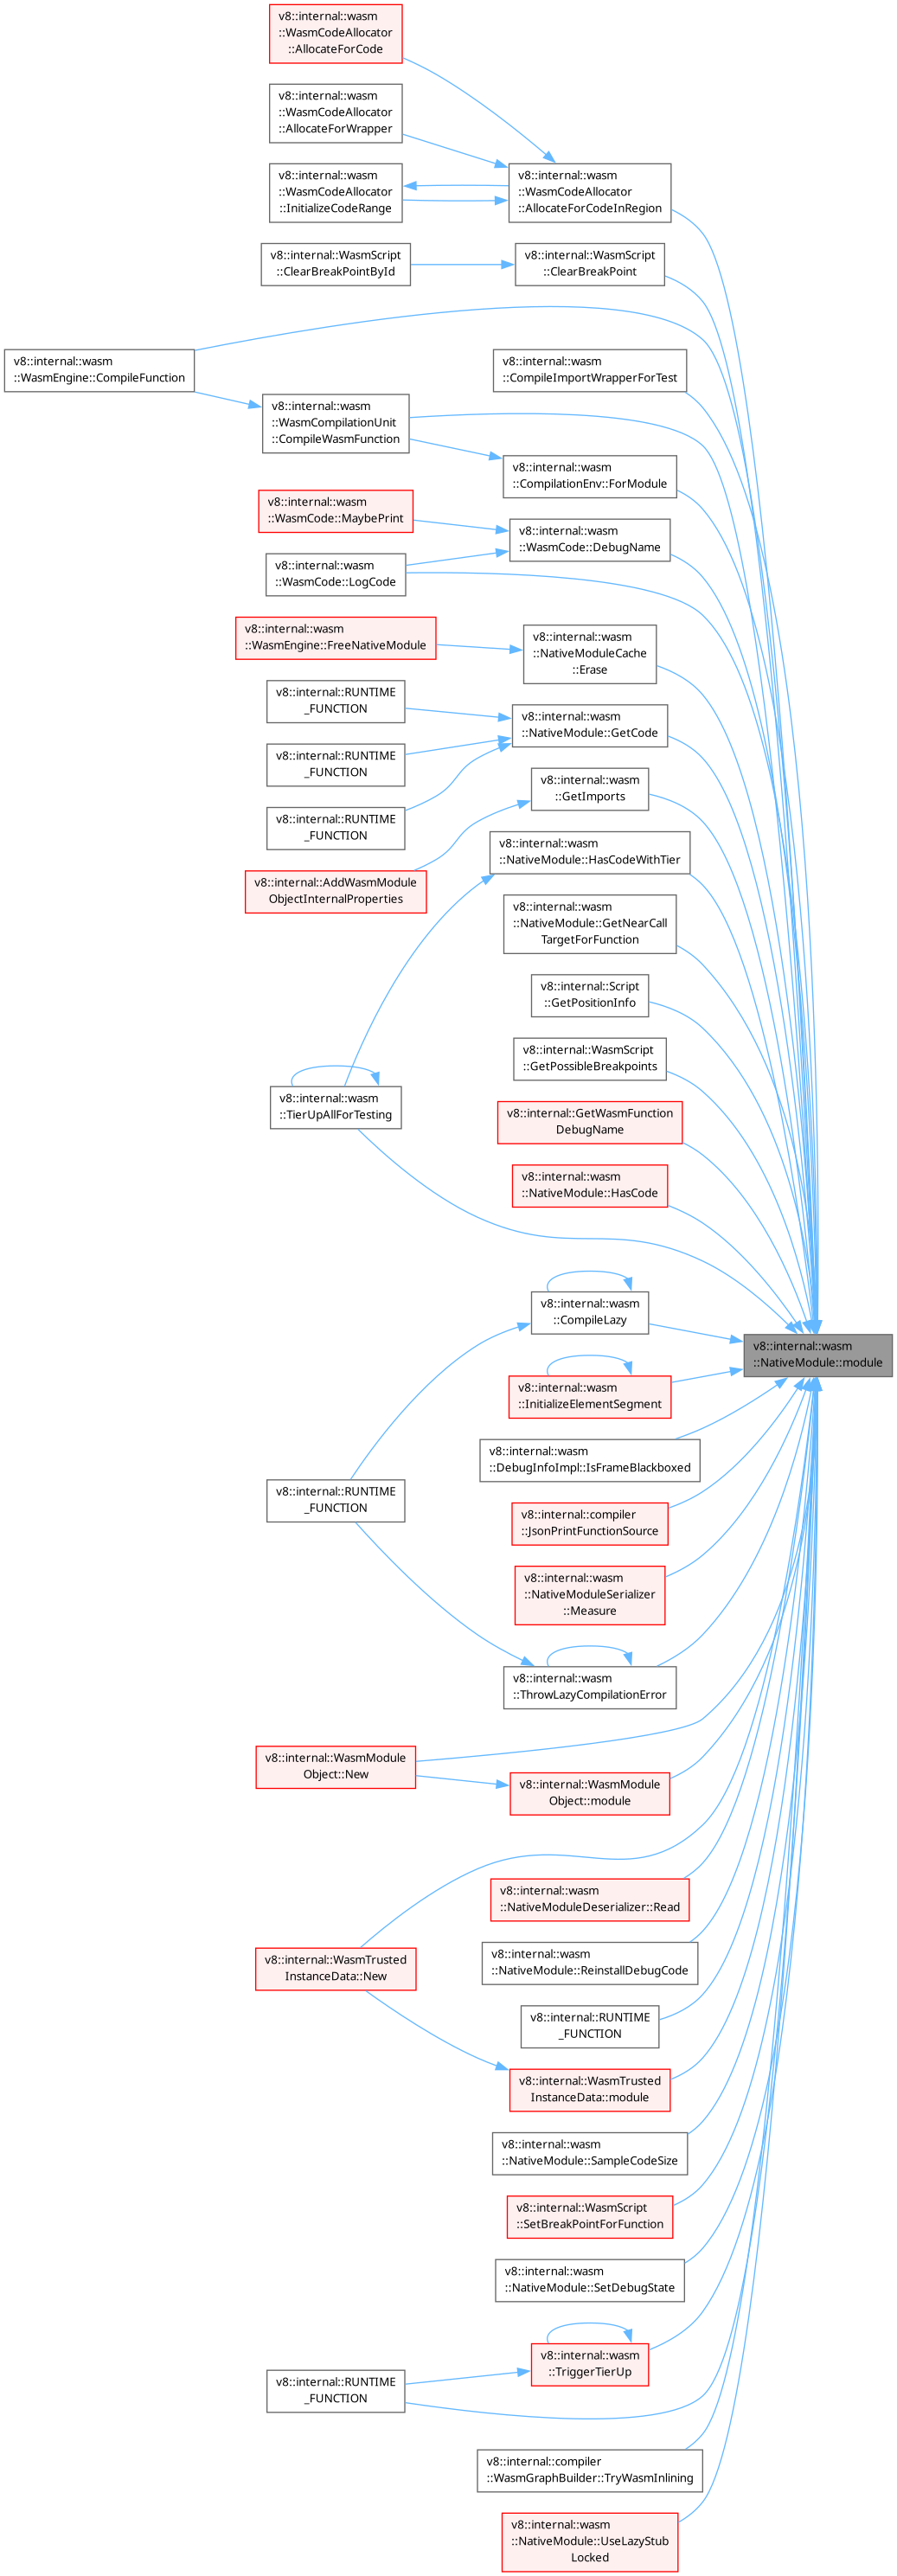 v8::internal::wasm
::WasmCodeAllocator
::AllocateForCode
v8::internal::wasm
::WasmCodeAllocator
::AllocateForWrapper
v8::internal::wasm
::WasmCodeAllocator
::InitializeCodeRange
v8::internal::wasm
::WasmCodeAllocator
::AllocateForCodeInRegion
v8::internal::WasmScript
::ClearBreakPointById
v8::internal::WasmScript
::ClearBreakPoint
v8::internal::wasm
::WasmEngine::CompileFunction
v8::internal::wasm
::CompileImportWrapperForTest
v8::internal::wasm
::WasmCompilationUnit
::CompileWasmFunction
v8::internal::wasm
::CompilationEnv::ForModule
v8::internal::wasm
::WasmCode::MaybePrint
v8::internal::wasm
::WasmCode::DebugName
v8::internal::wasm
::WasmCode::LogCode
v8::internal::wasm
::WasmEngine::FreeNativeModule
v8::internal::wasm
::NativeModuleCache
::Erase
v8::internal::RUNTIME
_FUNCTION
v8::internal::wasm
::NativeModule::GetCode
v8::internal::RUNTIME
_FUNCTION
v8::internal::RUNTIME
_FUNCTION
v8::internal::wasm
::GetImports
v8::internal::AddWasmModule
ObjectInternalProperties
v8::internal::wasm
::NativeModule::HasCodeWithTier
v8::internal::wasm
::NativeModule::GetNearCall
TargetForFunction
v8::internal::Script
::GetPositionInfo
v8::internal::WasmScript
::GetPossibleBreakpoints
v8::internal::wasm
::TierUpAllForTesting
v8::internal::GetWasmFunction
DebugName
v8::internal::wasm
::NativeModule::HasCode
v8::internal::wasm
::CompileLazy
v8::internal::wasm
::NativeModule::module
v8::internal::wasm
::InitializeElementSegment
v8::internal::wasm
::DebugInfoImpl::IsFrameBlackboxed
v8::internal::RUNTIME
_FUNCTION
v8::internal::compiler
::JsonPrintFunctionSource
v8::internal::wasm
::NativeModuleSerializer
::Measure
v8::internal::wasm
::ThrowLazyCompilationError
v8::internal::WasmModule
Object::New
v8::internal::WasmModule
Object::module
v8::internal::wasm
::NativeModuleDeserializer::Read
v8::internal::WasmTrusted
InstanceData::New
v8::internal::wasm
::NativeModule::ReinstallDebugCode
v8::internal::RUNTIME
_FUNCTION
v8::internal::WasmTrusted
InstanceData::module
v8::internal::wasm
::NativeModule::SampleCodeSize
v8::internal::WasmScript
::SetBreakPointForFunction
v8::internal::wasm
::NativeModule::SetDebugState
v8::internal::wasm
::TriggerTierUp
v8::internal::RUNTIME
_FUNCTION
v8::internal::compiler
::WasmGraphBuilder::TryWasmInlining
v8::internal::wasm
::NativeModule::UseLazyStub
Locked